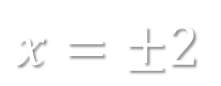 x = ±2